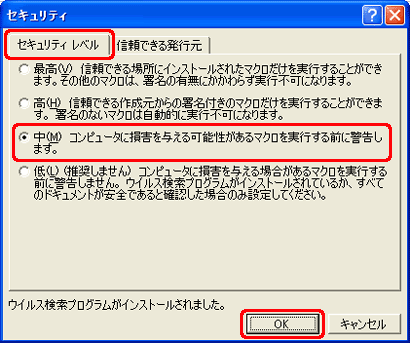 セキュリティ
セキュリティ レベル
信頼できる発行元
最高(V) 信頼できる場所にインストールされたマクロだけを実行することができ
ます。その他のマクロは、署名の有無にかかわらず実行不可になります。
高(H) 信頼できる作成元からの署名付きのマクロだけを実行することができま
す。署名のないマクロは自動的に実行不可になります。
中(M) コンピュータに損害を与える可能性があるマクロを実行する前に警告し
ます。
低(L) (推奨しません) コンピュータに損害を与える場合があるマクロを実行する
前に警告しません。ウイルス検索プログラムがインストールされているか、すべて
のドキュメントが安全であると確認した場合のみ設定してください。
ウイルス検索プログラムがインストールされました。
OK
キャンセル